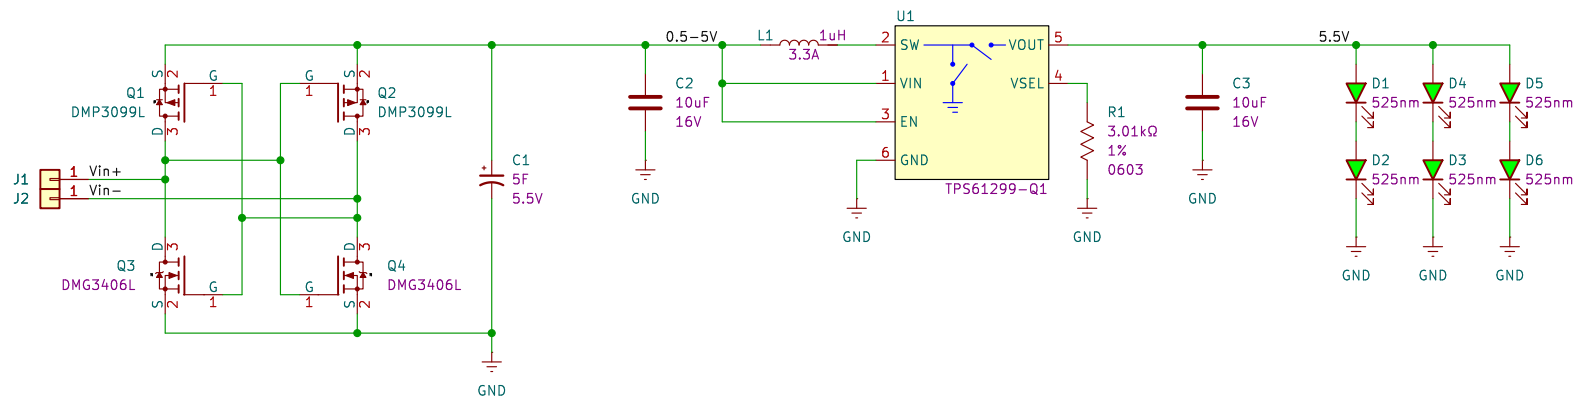 S
2
G
1
Q1
DMP3099L
D
3
G
1
S
2
Q2
DMP3099L
D
3
J1
1
Vin+
J2
1
Vin-
D
3
G
1
Q3
DMG3406L
S
2
D
3
G
1
Q4
DMG3406L
S
2
C1
5F
5.5V
GND
0.5-5V
C2
10uF
16V
GND
L1
1uH
3.3A
U1
2
SW
1
VIN
3
EN
6
GND
VOUT
5
VSEL
4
TPS61299-Q1
GND
R1
3.01kΩ
1%
0603
GND
C3
10uF
16V
GND
5.5V
D1
525nm
D4
525nm
D5
525nm
D2
525nm
D3
525nm
D6
525nm
GND
GND
GND